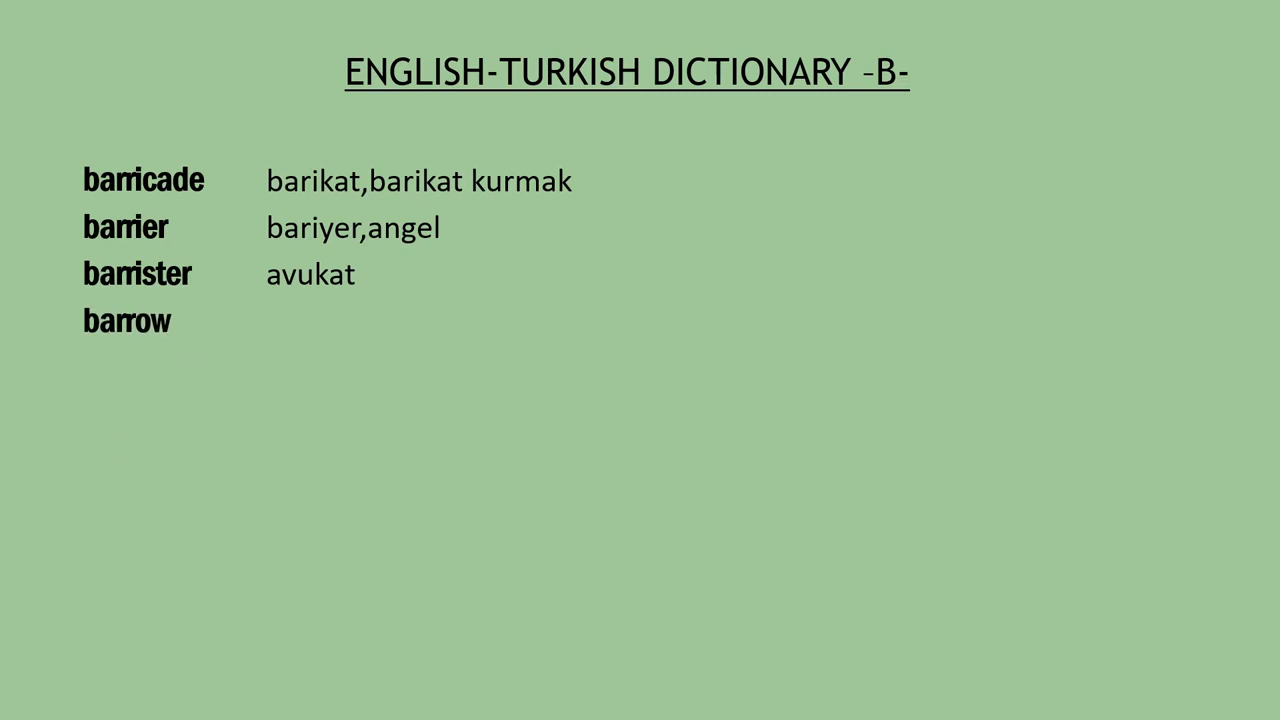 ENGLISH-TURKISH DICTIONARY –B-
barricade barikat,barikat kurmak
barrier bariyer,angel
barrister avukat
barrow